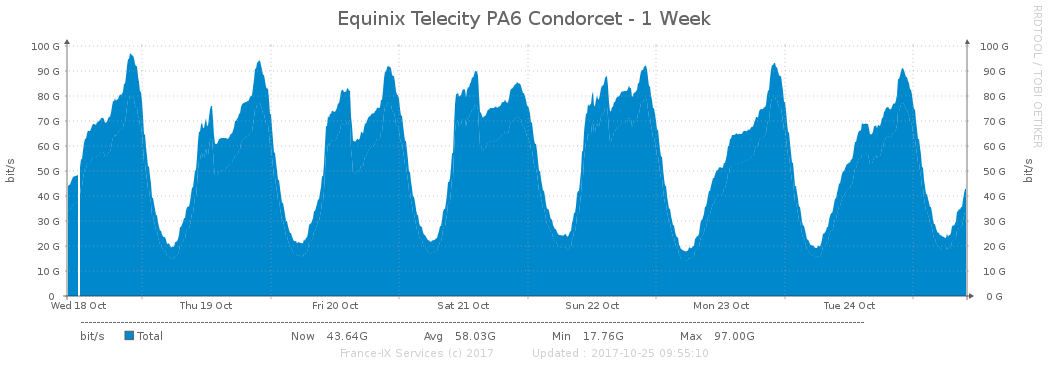 Equinix Telecity PA6 Condorcet - 1 Week
RRDTOOL / TOBI OETIKER
100 G 100 G
90 G 90 G
80 G 80 G
70 G 70 G
60 G 60 G
50 G 50 G
40 G 40 G
30 G 30 G
20 G 20 G
10 G 10 G
0 0 G
bit/s bit/s
Wed 18 Oct Thu 19 Oct Fri 20 Oct Sat 21 Oct Sun 22 Oct Mon 23 Oct Tue 24 Oct
bit/s Total Now 43.64G Avg 58.03G Min 17.76G Max 97.00G
France-IX Services (c) 2017 Updated : 2017-10-25 09:55:10